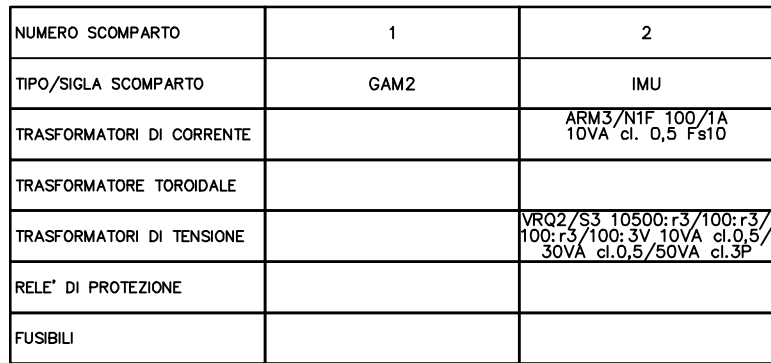 NUMERO SCOMPARTO 1 2
TIPO/SIGLA SCOMPARTO GAM2 IMU
TRASFORMATORI DI CORRENTE
ARM3/N1F 100/1A
10VA cl. 0,5 Fs10
TRASFORMATORE TOROIDALE
TRASFORMATORI DI TENSIONE
VRQ2/S3 10500:r3/100:r3/
100:r3/100:3V 10VA cl.0,5/
30VA cl.0,5/50VA cl.3P
RELE' DI PROTEZIONE
FUSIBILI